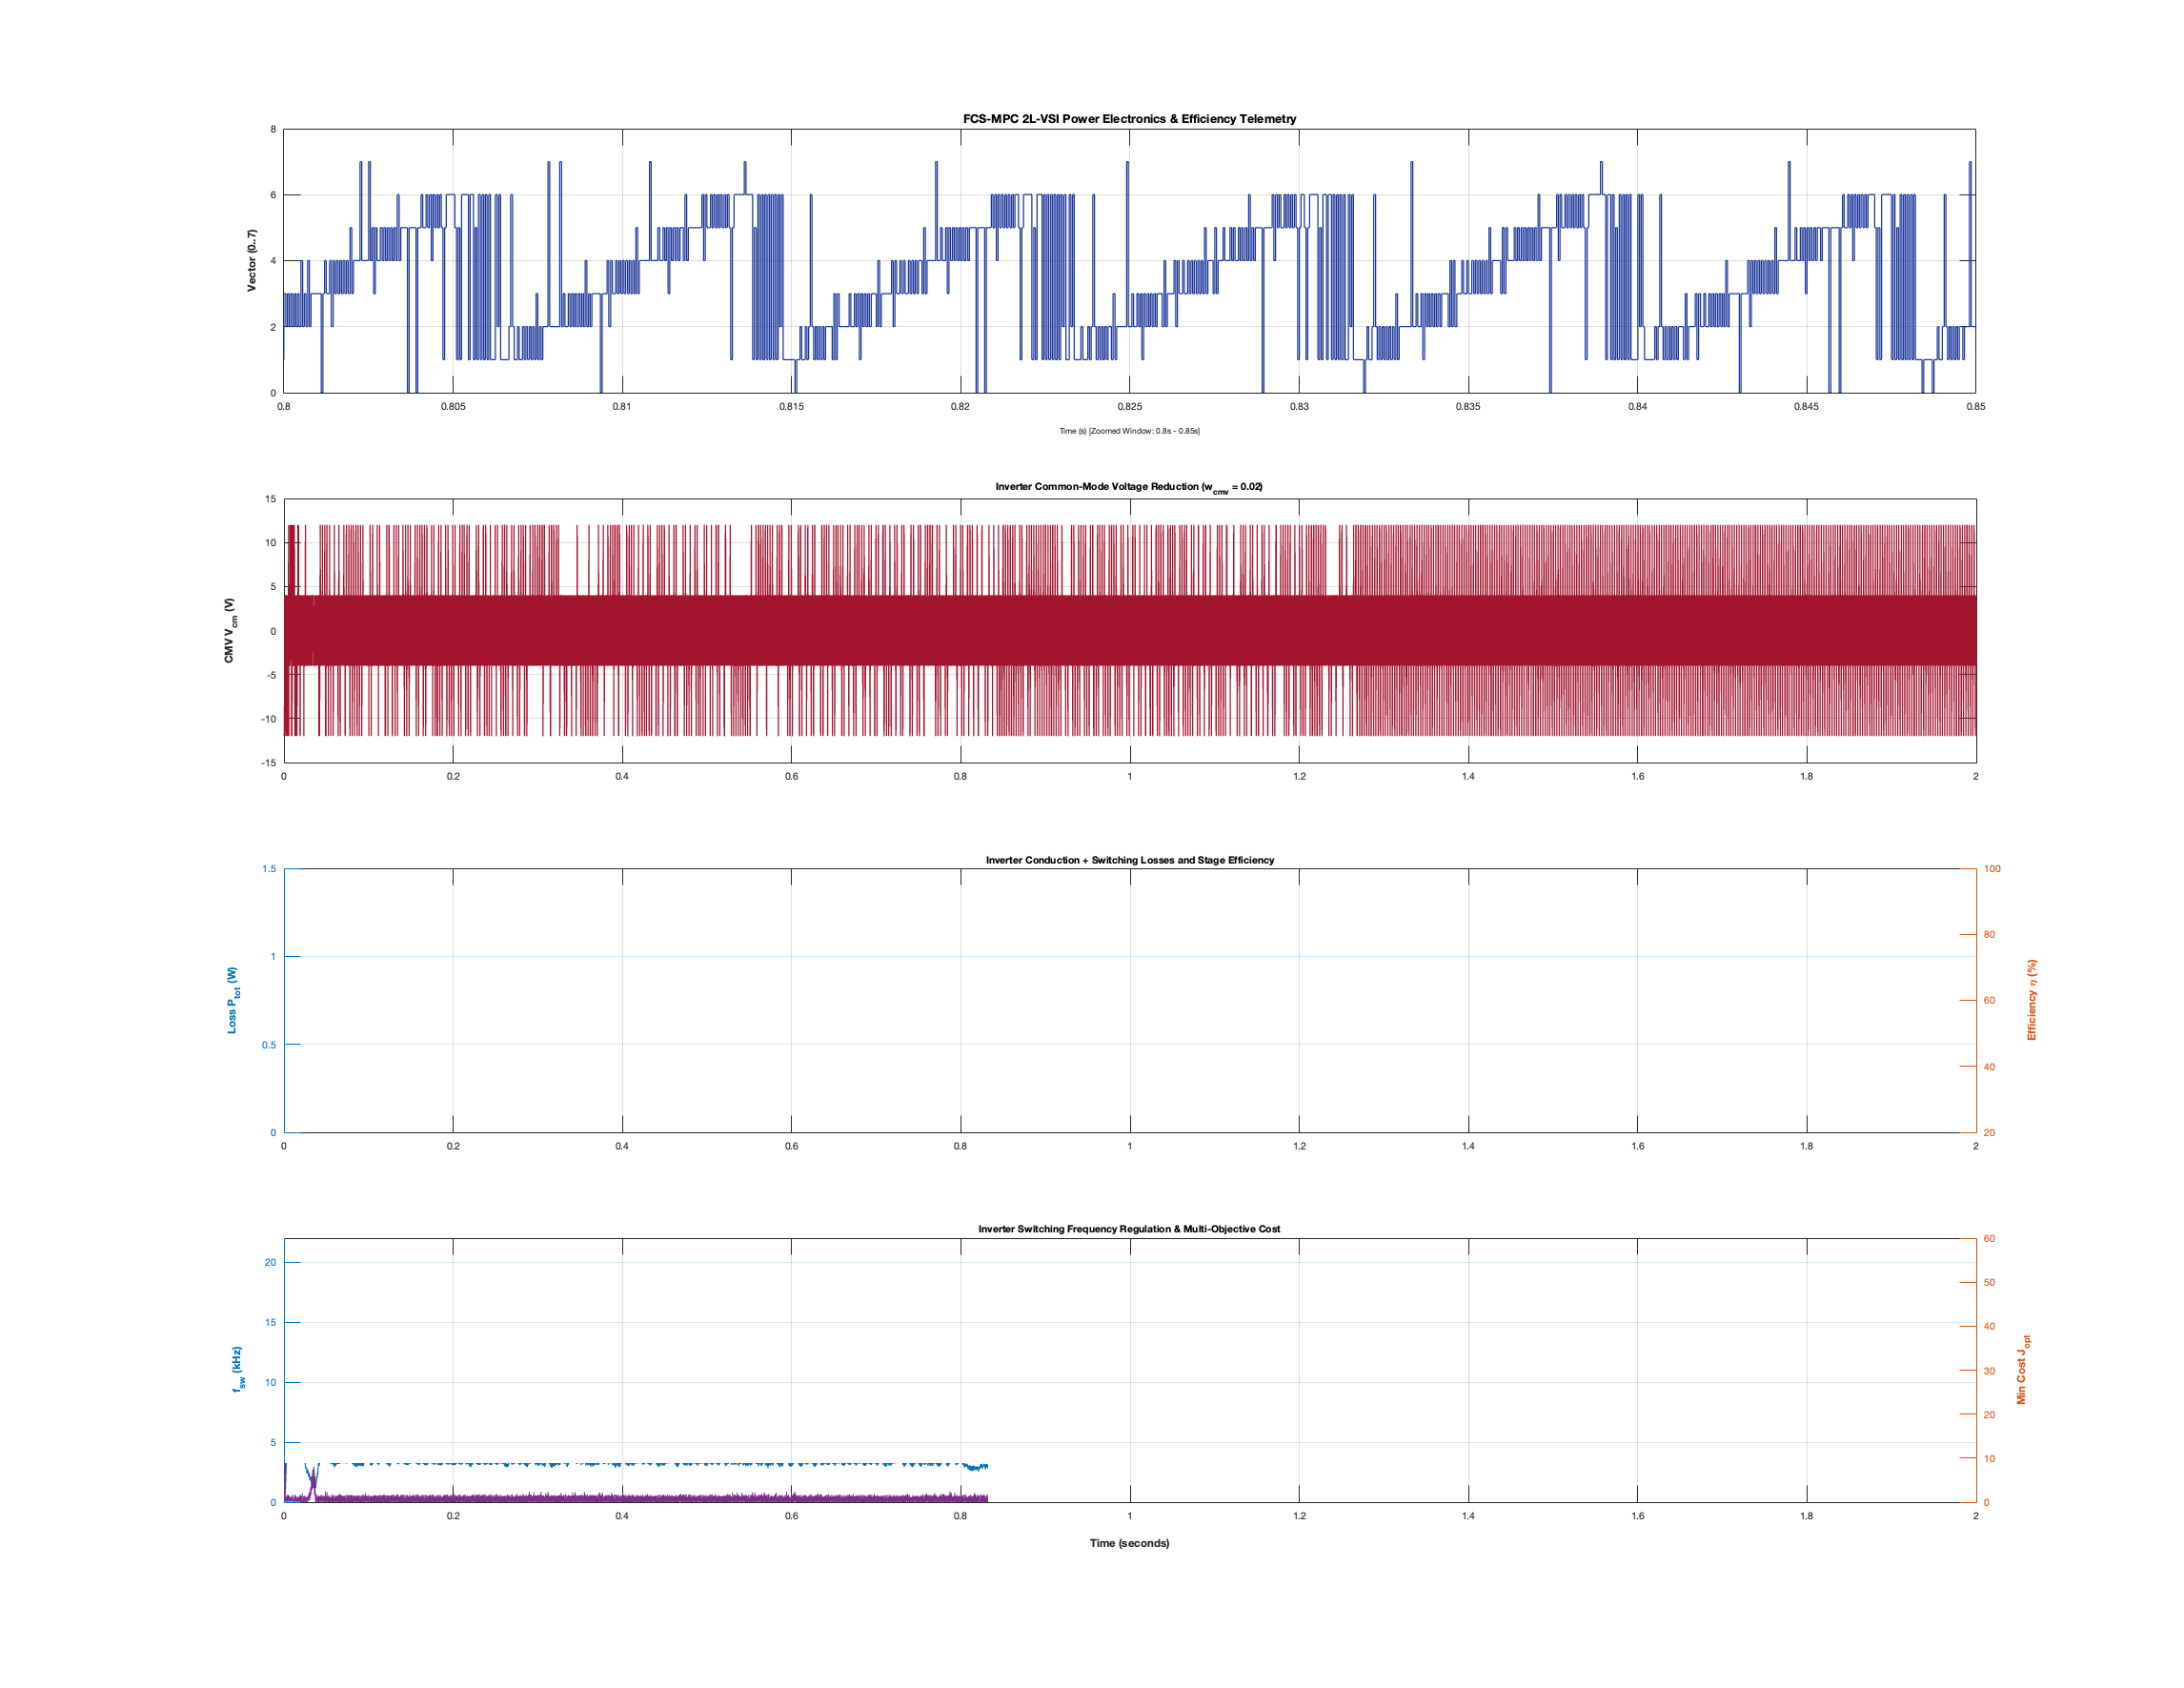 FCS-MPC 2L-VSI Power Electronics & Efficiency Telemetry
Vector (0..7)
8
6
4
2
0
0.8 0.805 0.81 0.815 0.82 0.825 0.83 0.835 0.84 0.845 0.85
Time (s) [Zoomed Window: 0.8s - 0.85s]
Inverter Common-Mode Voltage Reduction (wcmv = 0.02)
CMV Vcm (V)
15
10
5
0
-5
-10
-15
0 0.2 0.4 0.6 0.8 1 1.2 1.4 1.6 1.8 2
Inverter Conduction + Switching Losses and Stage Efficiency
Loss Ptot (W)
1.5
1
0.5
0
100
80
60
40
20
Efficiency η (%)
0 0.2 0.4 0.6 0.8 1 1.2 1.4 1.6 1.8 2
Inverter Switching Frequency Regulation & Multi-Objective Cost
fsw (kHz)
20
15
10
5
0
60
50
40
30
20
10
0
Min Cost Jopt
0 0.2 0.4 0.6 0.8 1 1.2 1.4 1.6 1.8 2
Time (seconds)